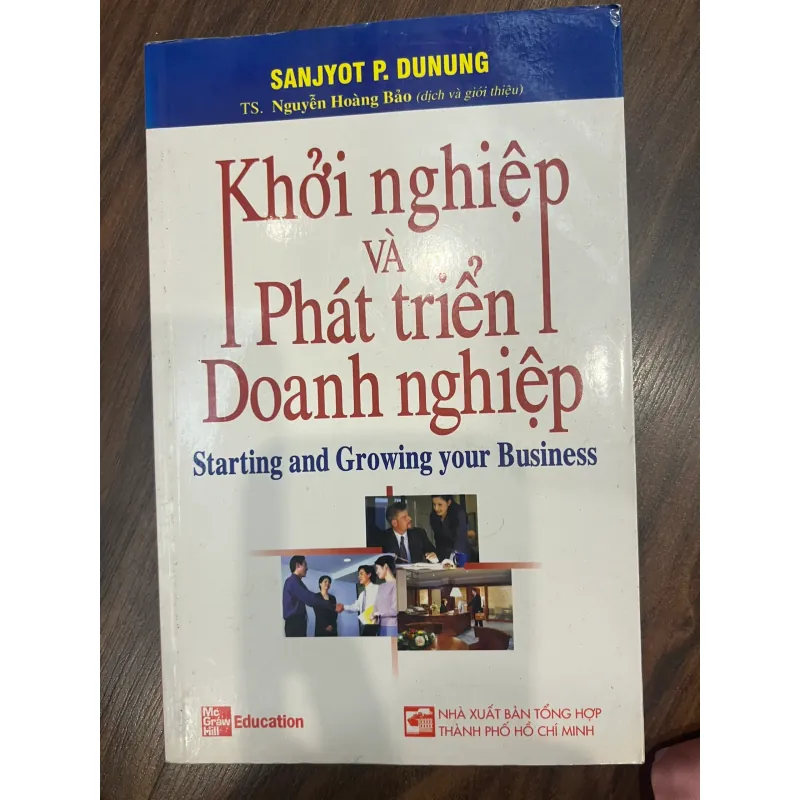 SANJYOT P. DUNUNG
TS. Nguyễn Hoàng Bảo (dịch và giới thiệu)
Khởi nghiệp
VÀ
Phát triển
Doanh nghiệp
Starting and Growing your Business
Mc
Graw
Hill
Education
NHÀ XUẤT BẢN TỔNG HỢP
THÀNH PHỐ HỒ CHÍ MINH